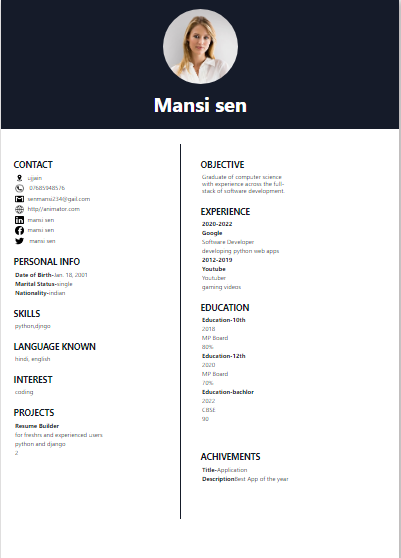 Mansi sen
CONTACT
ujjain
07685948576
senmansi234@gail.com
http//animator.com
mansi sen
mansi sen
mansi sen
PERSONAL INFO
Date of Birth-Jan. 18, 2001
Marital Status-single
Nationality-indian
SKILLS
python,djngo
LANGUAGE KNOWN
hindi, english
INTEREST
coding
PROJECTS
Resume Builder
for freshrs and experienced users
python and django
2
OBJECTIVE
Graduate of computer science
with experience across the full-
stack of software development.
EXPERIENCE
2020-2022
Google
Software Developer
developing python web apps
2012-2019
Youtube
Youtuber
gaming videos
EDUCATION
Education-10th
2018
MP Board
80%
Education-12th
2020
MP Board
70%
Education-bachlor
2022
CBSE
90
ACHIVEMENTS
Title-Application
DescriptionBest App of the year